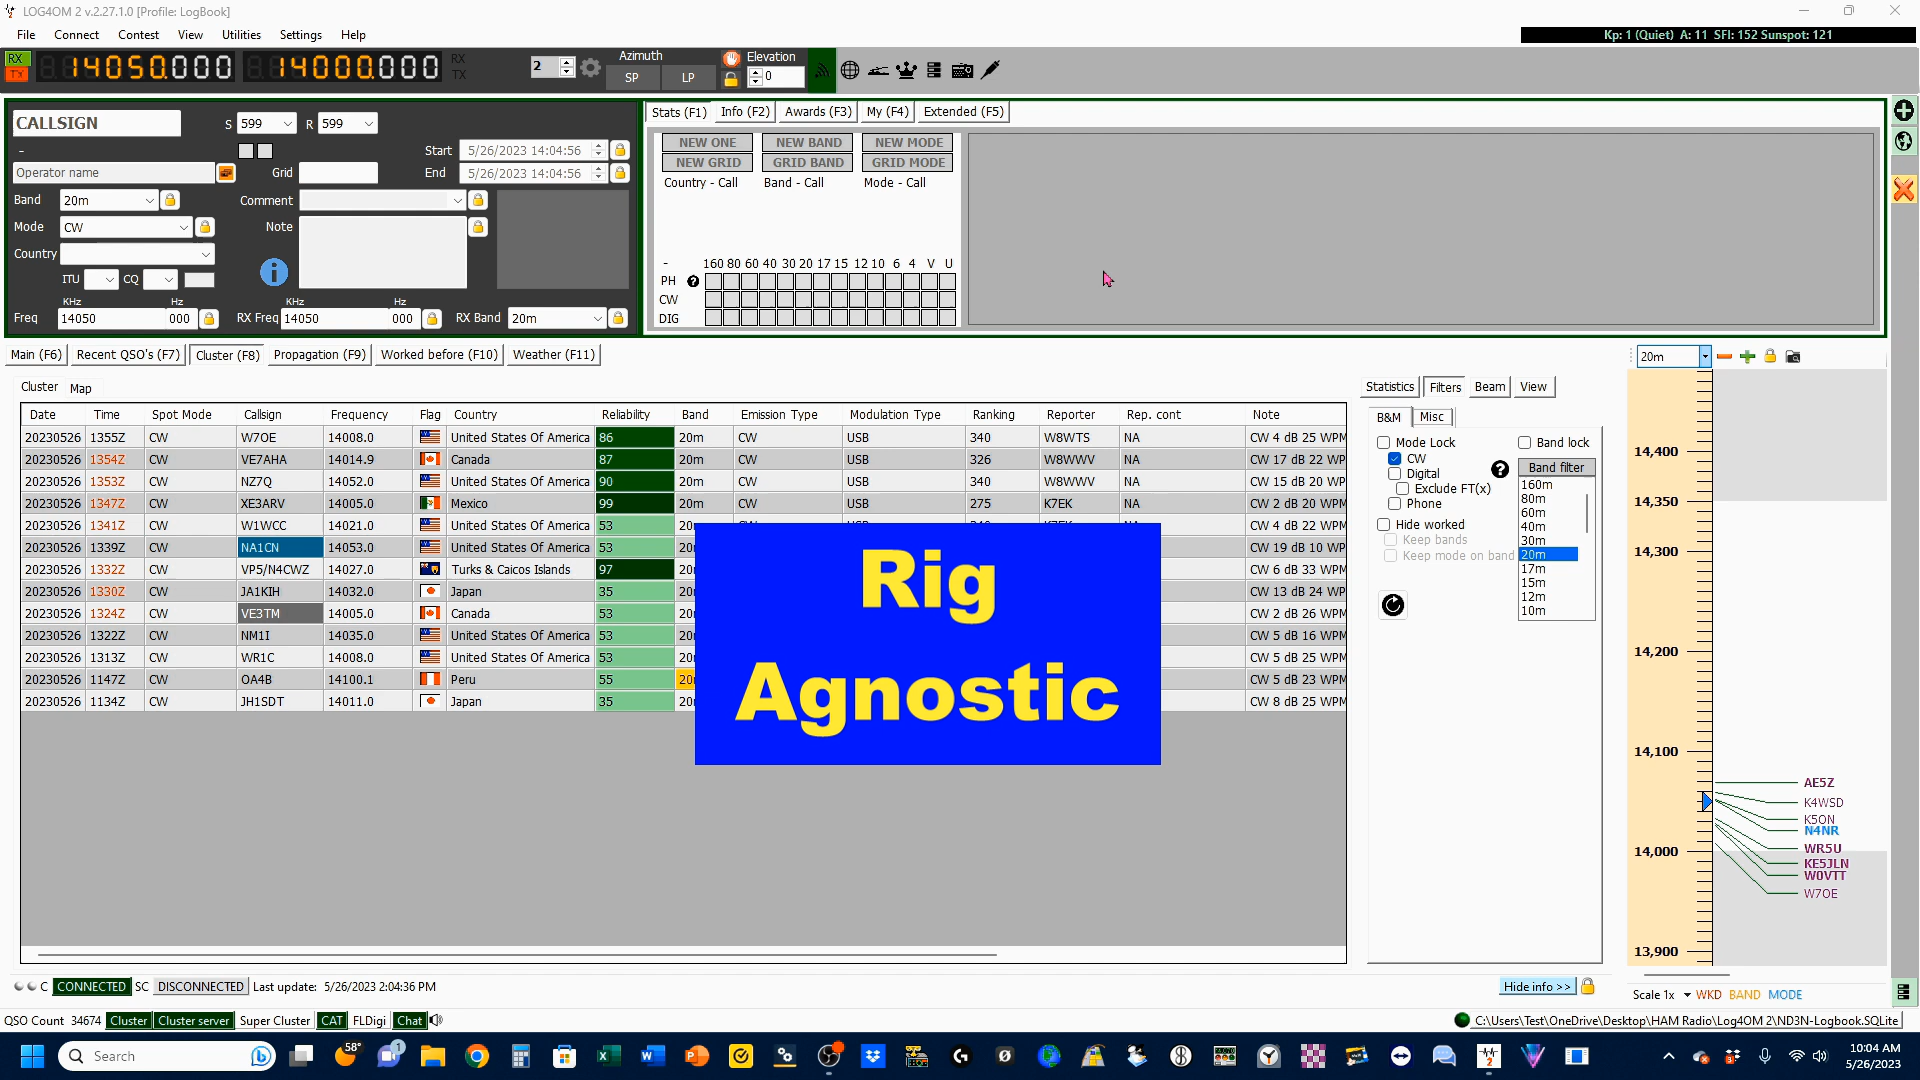 LOG4OM 2 v.2.27.1.0 [Profile: LogBook]
File Connect Contest View Utilities Settings Help
Kp: 1 (Quiet) A: 11 SFI: 152 Sunspot: 121
RX TX 14050.000 14000.000 RX TX 2 Azimuth SP LP Elevation 0
CALLSIGN S 599 R 599
-
Start 5/26/2023 14:04:56
Operator name Grid End 5/26/2023 14:04:56
Band 20m Comment
Mode CW Note
Country
ITU CQ
KHz Hz KHz Hz
Freq 14050 000 RX Freq 14050 000 RX Band 20m
Stats (F1) Info (F2) Awards (F3) My (F4) Extended (F5)
NEW ONE NEW BAND NEW MODE
NEW GRID GRID BAND GRID MODE
Country - Call Band - Call Mode - Call
- 160 80 60 40 30 20 17 15 12 10 6 4 V U
PH
CW
DIG
Main (F6) Recent QSO's (F7) Cluster (F8) Propagation (F9) Worked before (F10) Weather (F11)
Cluster Map
Date Time Spot Mode Callsign Frequency Flag Country Reliability Band Emission Type Modulation Type Ranking Reporter Rep. cont Note
20230526 1355Z CW W7OE 14008.0 United States Of America 86 20m CW USB 340 W8WTS NA CW 4 dB 25 WPM
20230526 1354Z CW VE7AHA 14014.9 Canada 87 20m CW USB 326 W8WWV NA CW 17 dB 22 WP
20230526 1353Z CW NZ7Q 14052.0 United States Of America 90 20m CW USB 340 W8WWV NA CW 15 dB 20 WP
20230526 1347Z CW XE3ARV 14005.0 Mexico 99 20m CW USB 275 K7EK NA CW 2 dB 20 WPM
20230526 1341Z CW W1WCC 14021.0 United States Of America 53 CW 4 dB 22 WPM
20230526 1339Z CW NA1CN 14053.0 United States Of America 53 CW 19 dB 10 WP
20230526 1332Z CW VP5/N4CWZ 14027.0 Turks & Caicos Islands 97 CW 6 dB 33 WPM
20230526 1330Z CW JA1KIH 14032.0 Japan 35 CW 13 dB 24 WP
20230526 1324Z CW VE3TM 14005.0 Canada 53 CW 2 dB 26 WPM
20230526 1322Z CW NM1I 14035.0 United States Of America 53 CW 5 dB 16 WPM
20230526 1313Z CW WR1C 14008.0 United States Of America 53 CW 5 dB 25 WPM
20230526 1147Z CW OA4B 14100.1 Peru 55 CW 5 dB 23 WPM
20230526 1134Z CW JH1SDT 14011.0 Japan 35 CW 8 dB 25 WPM
Rig
Agnostic
Statistics Filters Beam View
B&M Misc
Mode Lock
CW
Digital
Exclude FT(x)
Phone
Hide worked
Keep bands
Keep mode on band
Band lock
Band filter
160m
80m
60m
40m
30m
20m
17m
15m
12m
10m
20m
14,400
14,350
14,300
14,200
14,100
14,000
13,900
AE5Z
K4WSD
K5ON
N4NR
WR5U
KE5JLN
W0VTT
W7OE
C CONNECTED SC DISCONNECTED Last update: 5/26/2023 2:04:36 PM
Hide info >>
Scale 1x WKD BAND MODE
QSO Count 34674 Cluster Cluster server Super Cluster CAT FLDigi Chat
C:\Users\Test\OneDrive\Desktop\HAM Radio\Log4OM 2\ND3N-Logbook.SQLite
Search
58°
1
10:04 AM
5/26/2023